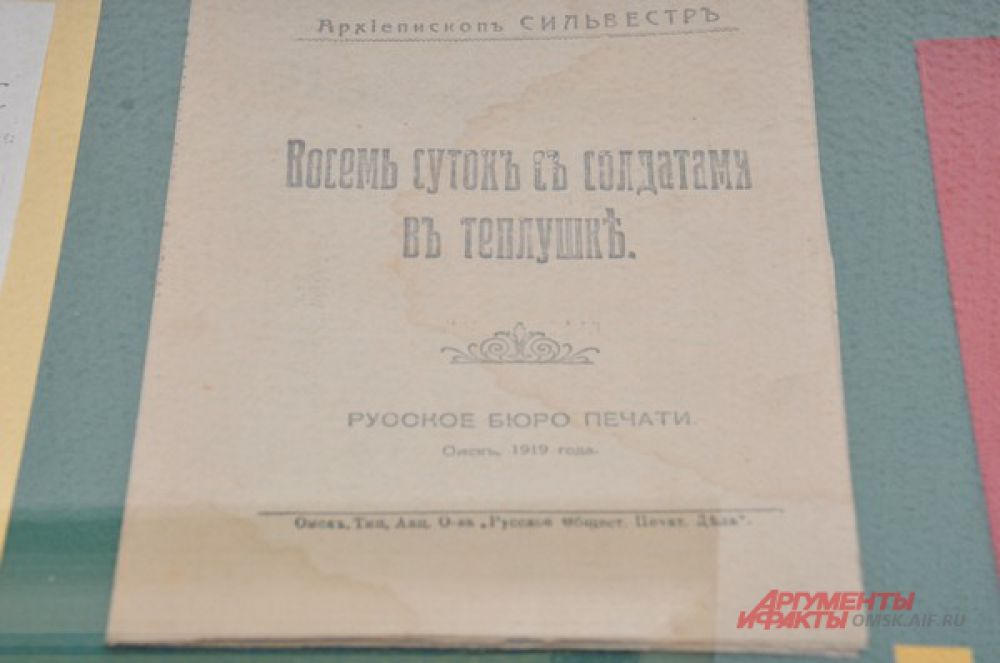 Архіепископъ СИЛЬВЕСТРЪ
Восемь сутокъ съ солдатами
въ теплушкѣ.
РУССКОЕ БЮРО ПЕЧАТИ.
Омскъ, 1919 года.
Омскъ, Тип. Акц. О-ва „Русское Общест. Печат. Дѣла".
АРГУМЕНТЫ
И ФАКТЫ OMSK.AIF.RU